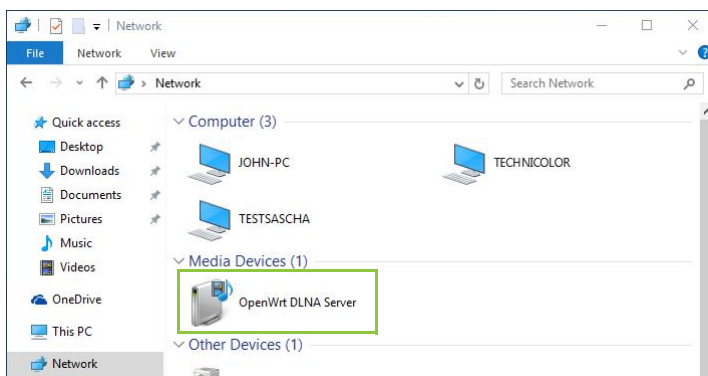 Network
File Network View
Network Search Network
Quick access
Desktop
Downloads
Documents
Pictures
Music
Videos
OneDrive
This PC
Network
Computer (3)
JOHN-PC TECHNICOLOR
TESTSASCHA
Media Devices (1)
OpenWrt DLNA Server
Other Devices (1)